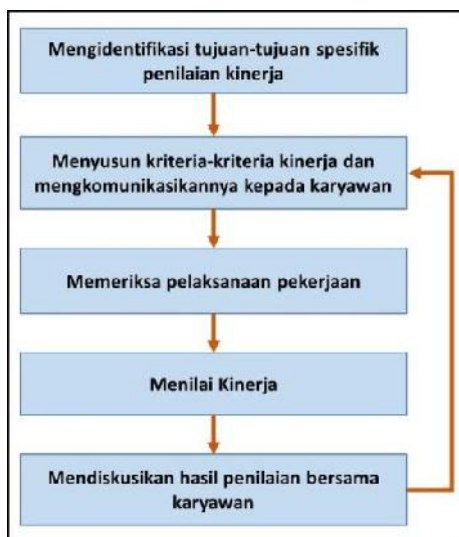 Mengidentifikasi tujuan-tujuan spesifik
penilaian kinerja
Menyusun kriteria-kriteria kinerja dan
mengkomunikasikannya kepada karyawan
Memeriksa pelaksanaan pekerjaan
Menilai Kinerja
Mendiskusikan hasil penilaian bersama
karyawan